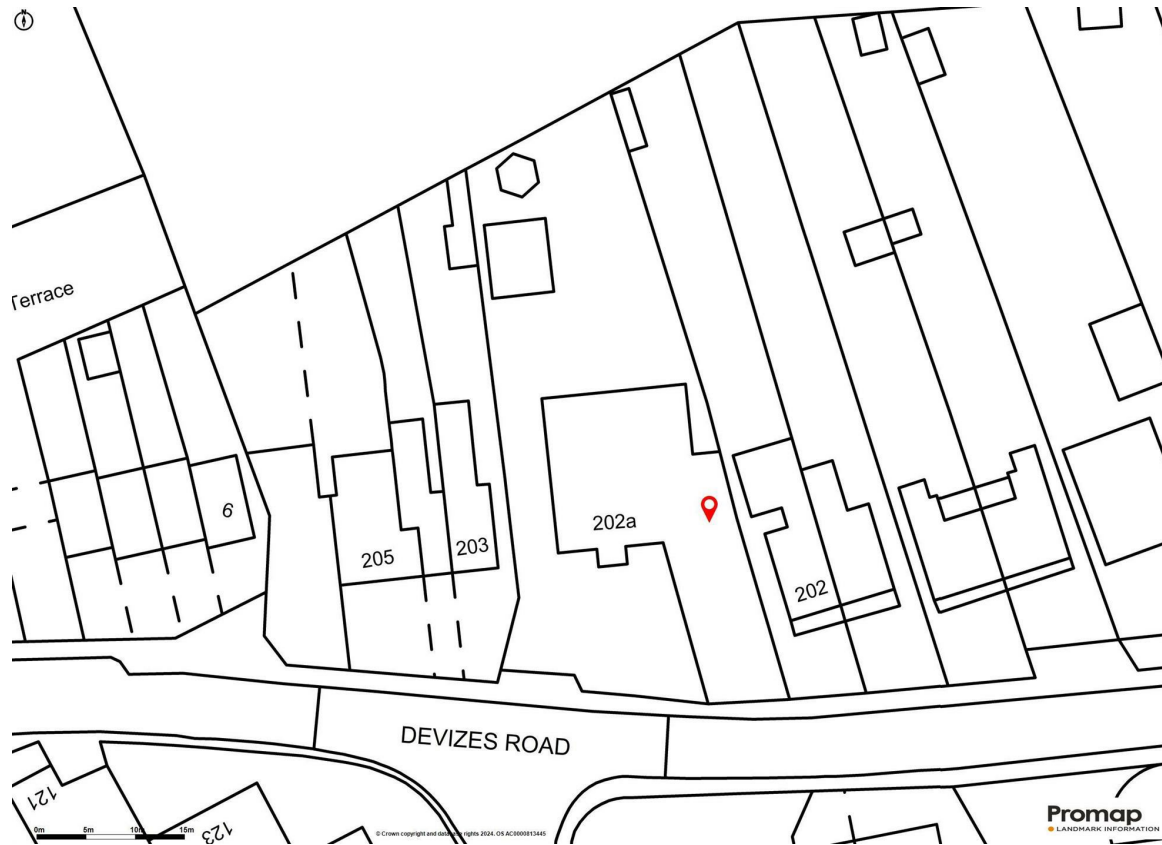 Terrace
6
205
203
202a
202
DEVIZES ROAD
121
123
0m 5m 10m 15m
© Crown copyright and database rights 2024. OS AC0000813445
Promap
LANDMARK INFORMATION